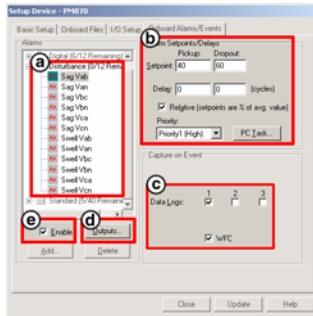 Setup Device - PM870
Basic Setup
Onboard Files
I/O Setup
Onboard Alarms/Events
Alarms
Digital (6/12 Remaining)
Disturbance (0/12 Rema
a
Sag Vab
Sag Van
Sag Vbc
Sag Vbn
Sag Vca
Sag Vcn
Swell Vab
Swell Van
Swell Vbc
Swell Vbn
Swell Vca
Swell Vcn
Standard (5/40 Remaini
e
Enable
d
Outputs...
Add...
Delete
b
Setpoints/Delays
Pickup:
Dropout:
Setpoint: 40
60
Delay: 0
0
(cycles)
Relative (setpoints are % of avg. value)
Priority:
Priority1 (High)
PC Task...
Capture on Event
c
1 2 3
Data Logs:
WFC
Close
Update
Help